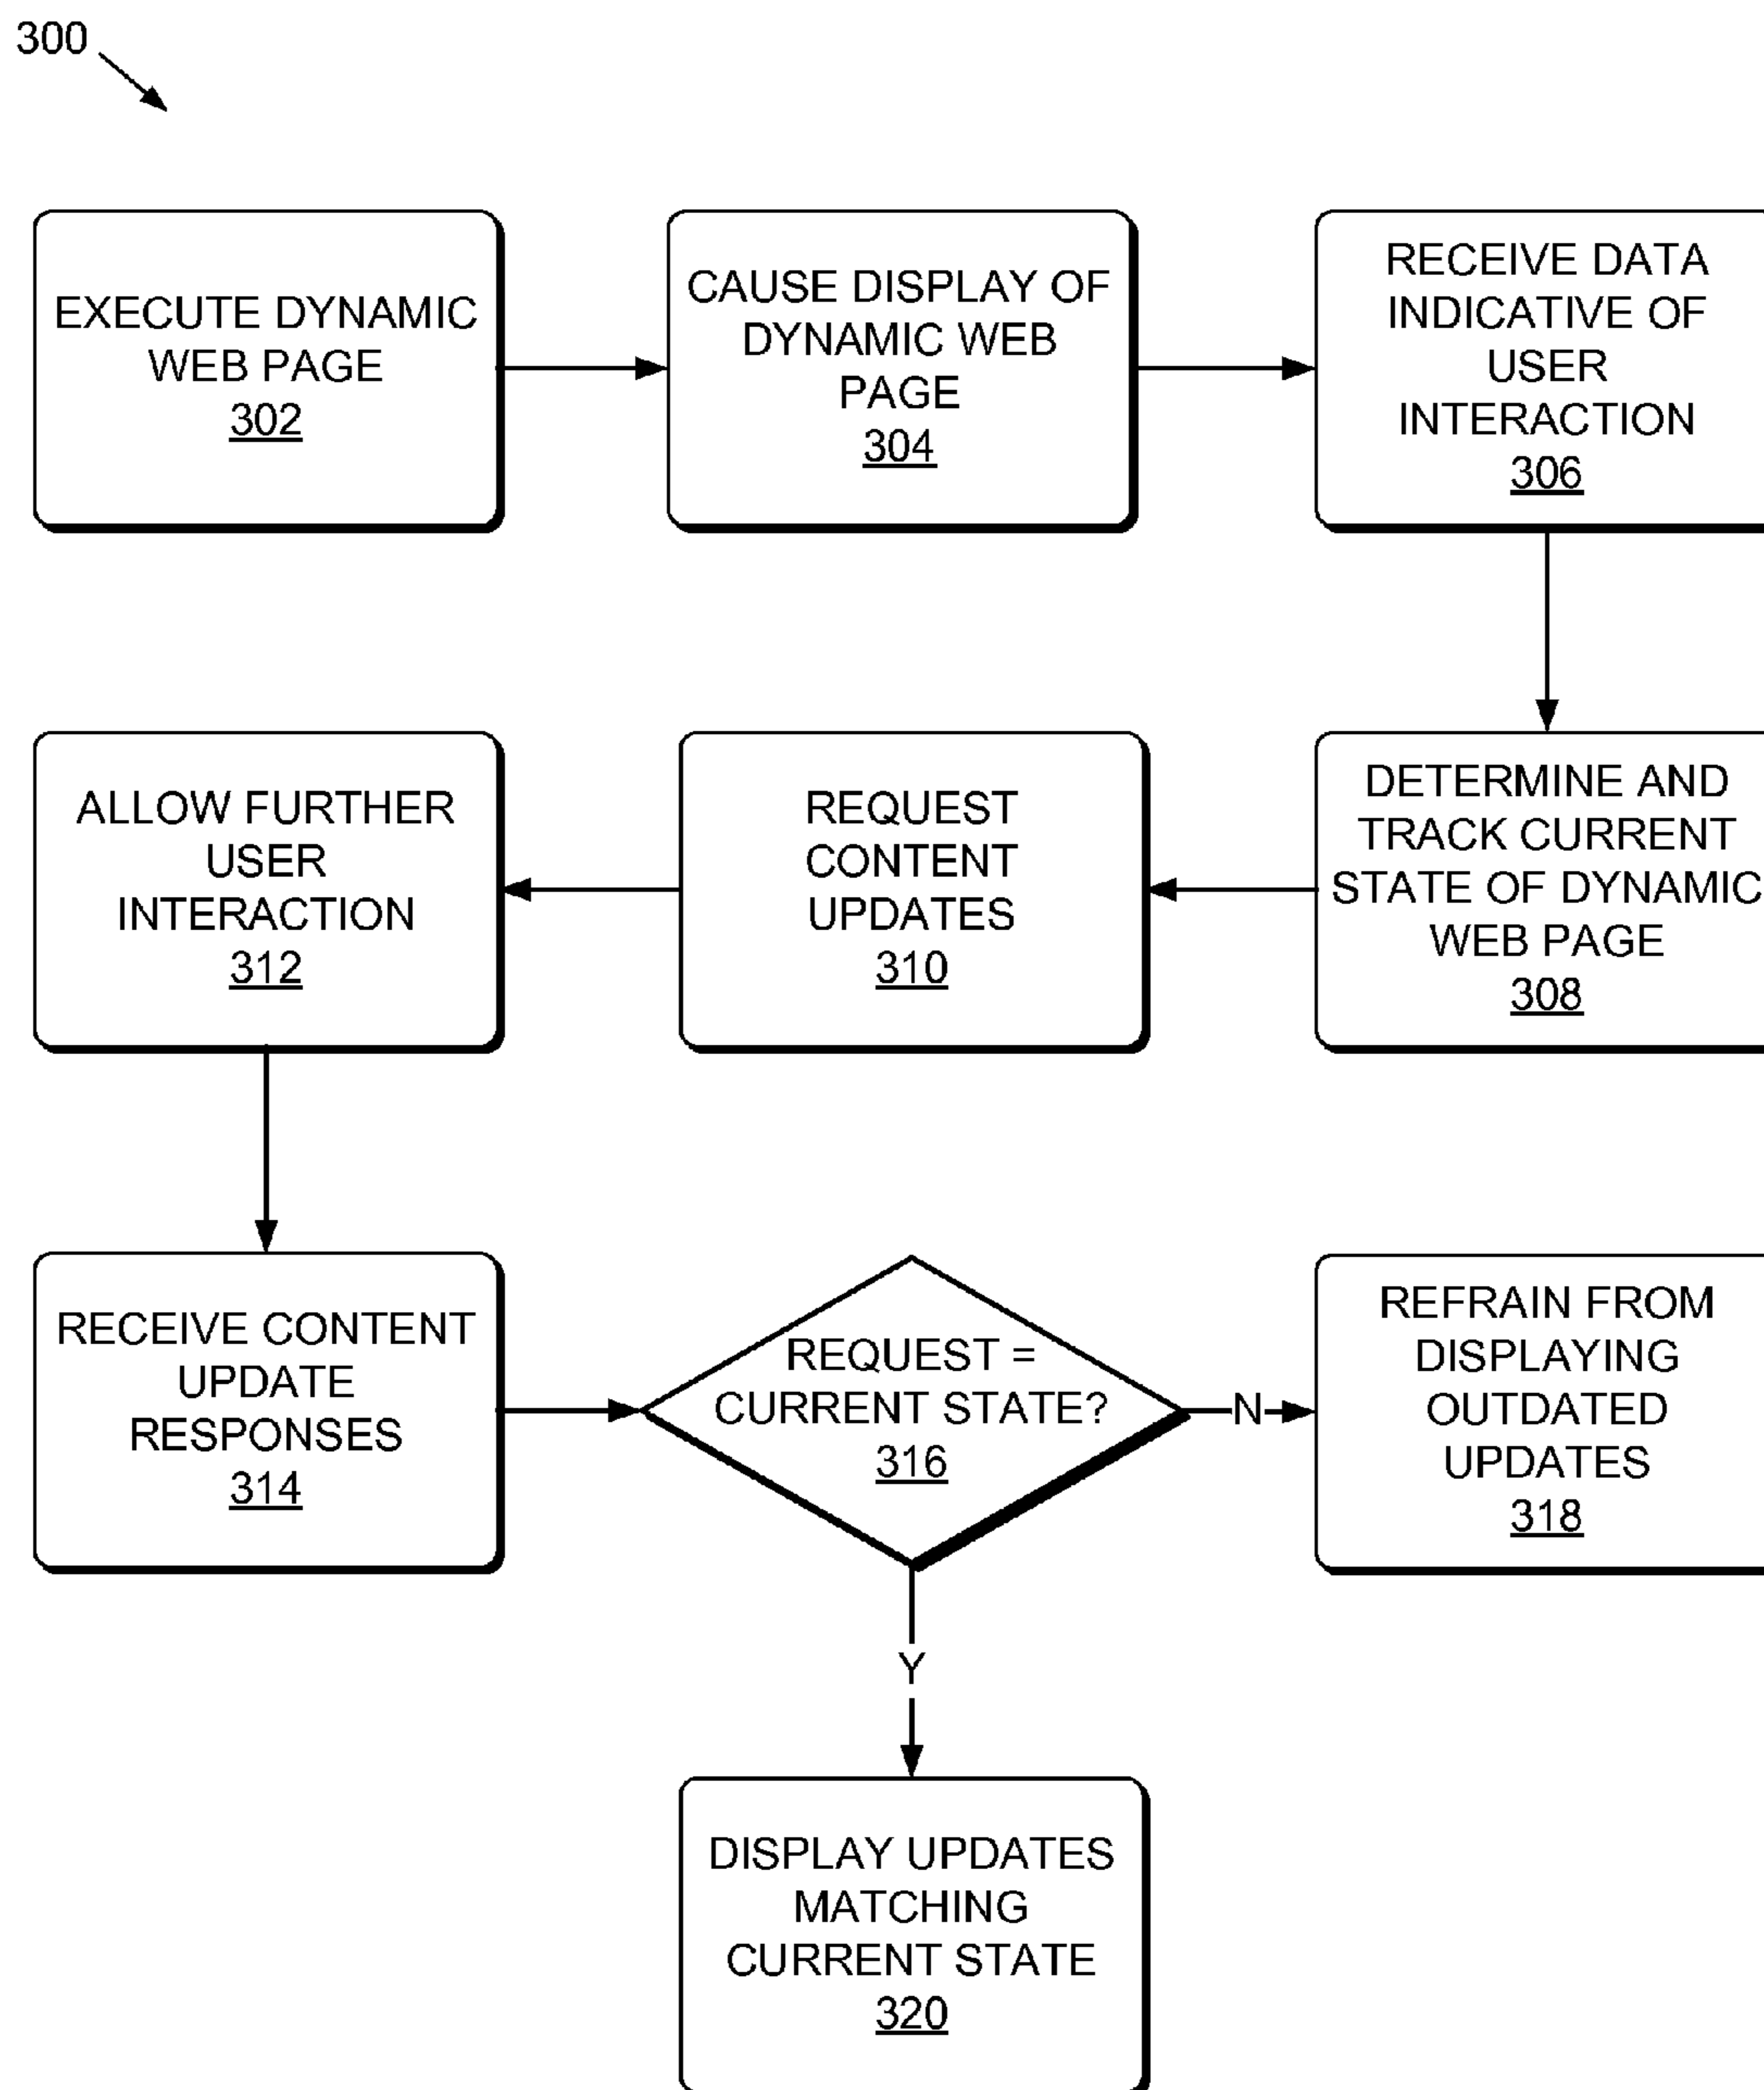 300
EXECUTE DYNAMIC
WEB PAGE
302
CAUSE DISPLAY OF
DYNAMIC WEB
PAGE
304
RECEIVE DATA
INDICATIVE OF
USER
INTERACTION
306
DETERMINE AND
TRACK CURRENT
STATE OF DYNAMIC
WEB PAGE
308
REQUEST
CONTENT
UPDATES
310
ALLOW FURTHER
USER
INTERACTION
312
RECEIVE CONTENT
UPDATE
RESPONSES
314
REQUEST =
CURRENT STATE?
316
N
REFRAIN FROM
DISPLAYING
OUTDATED
UPDATES
318
Y
DISPLAY UPDATES
MATCHING
CURRENT STATE
320